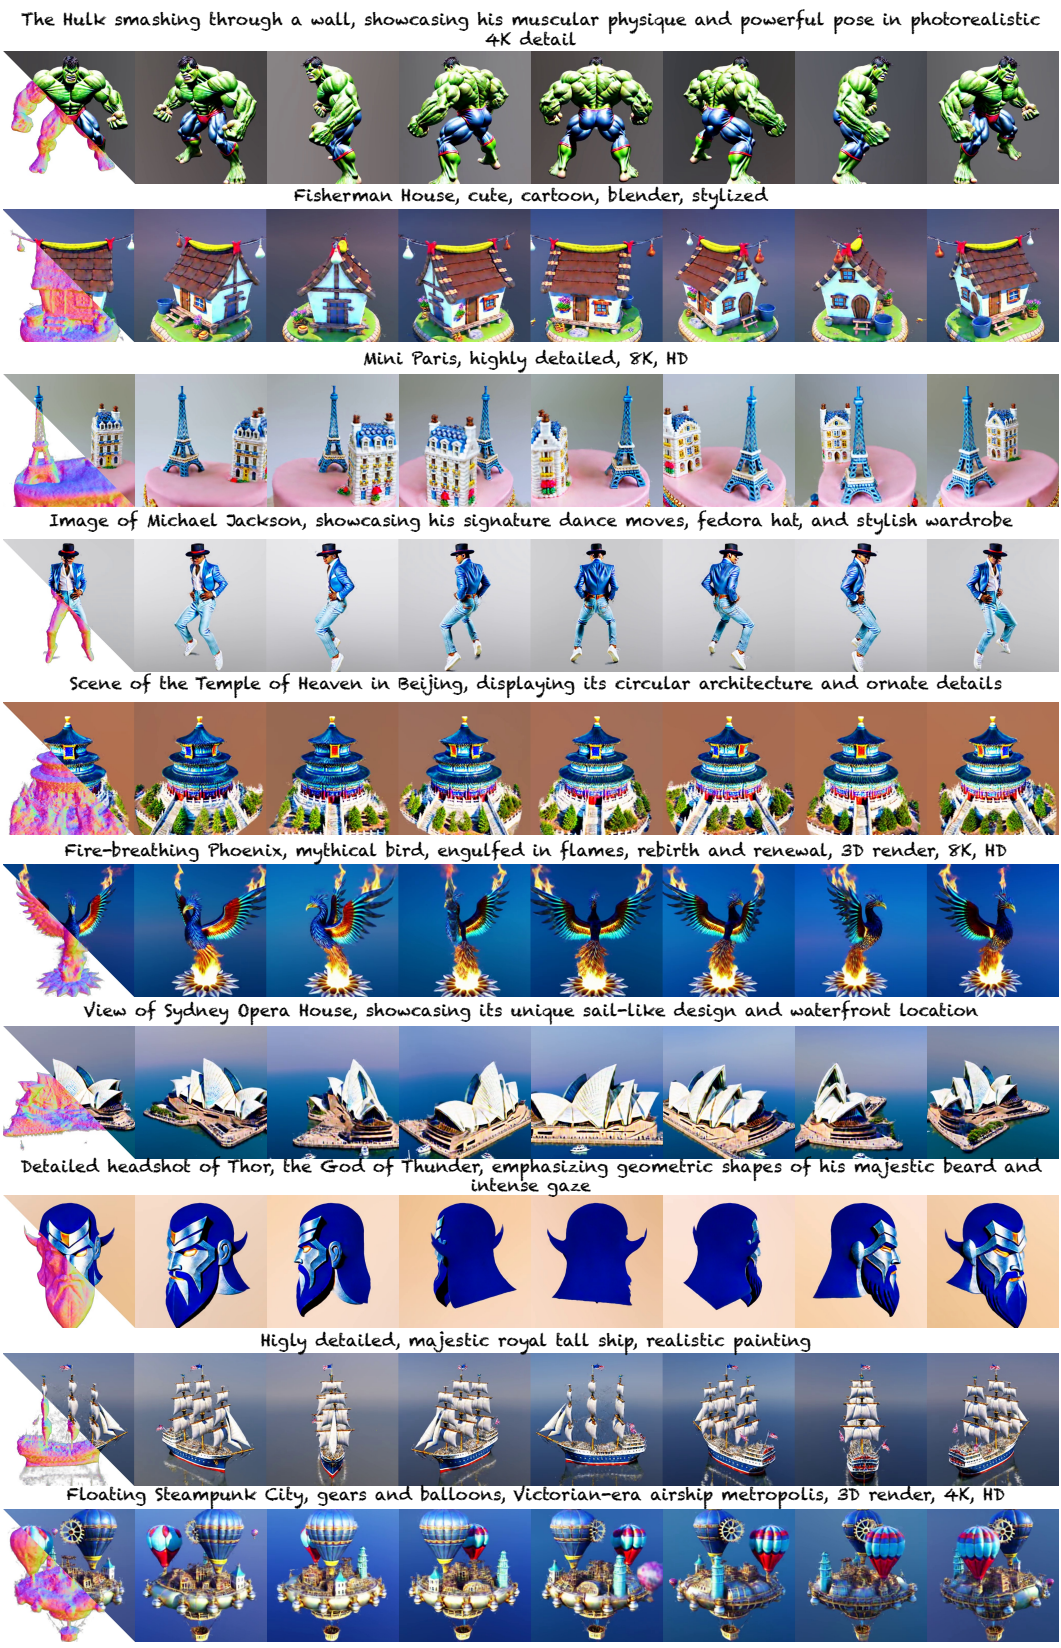 The Hulk smashing through a wall, showcasing his muscular physique and powerful pose in photorealistic
4K detail
Fisherman House, cute, cartoon, blender, stylized
Mini Paris, highly detailed, 8K, HD
Image of Michael Jackson, showcasing his signature dance moves, fedora hat, and stylish wardrobe
Scene of the Temple of Heaven in Beijing, displaying its circular architecture and ornate details
Fire-breathing Phoenix, mythical bird, engulfed in flames, rebirth and renewal, 3D render, 8K, HD
View of Sydney Opera House, showcasing its unique sail-like design and waterfront location
Detailed headshot of Thor, the God of Thunder, emphasizing geometric shapes of his majestic beard and
intense gaze
Higly detailed, majestic royal tall ship, realistic painting
Floating Steampunk City, gears and balloons, Victorian-era airship metropolis, 3D render, 4K, HD